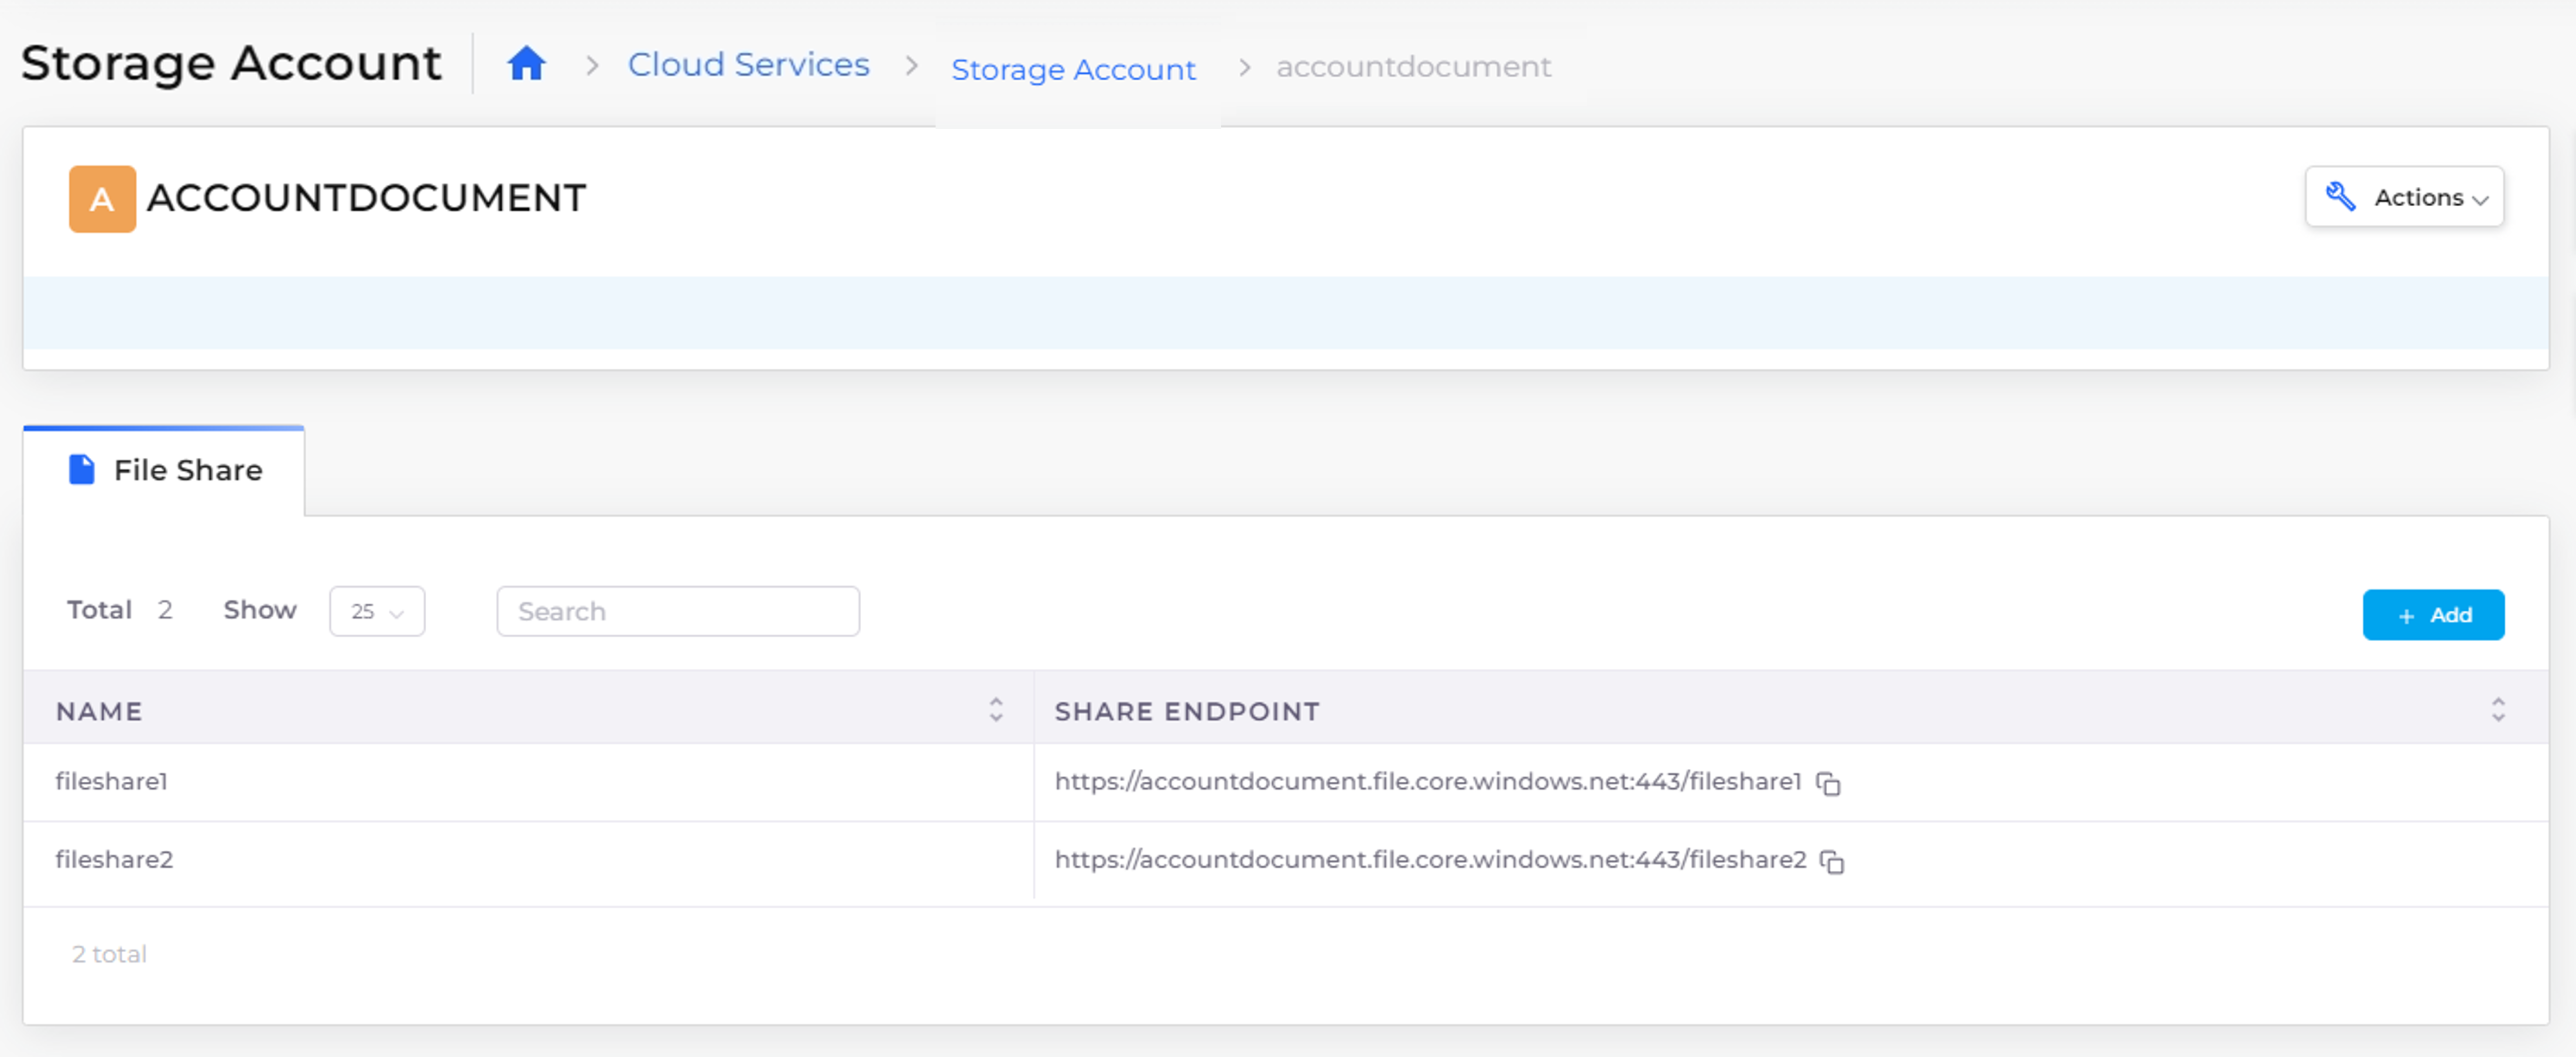 Storage Account
Cloud Services
Storage Account
accountdocument
A ACCOUNTDOCUMENT
Actions
File Share
Total 2 Show 25 Search
+ Add
NAME SHARE ENDPOINT
fileshare1 https://accountdocument.file.core.windows.net:443/fileshare1
fileshare2 https://accountdocument.file.core.windows.net:443/fileshare2
2 total